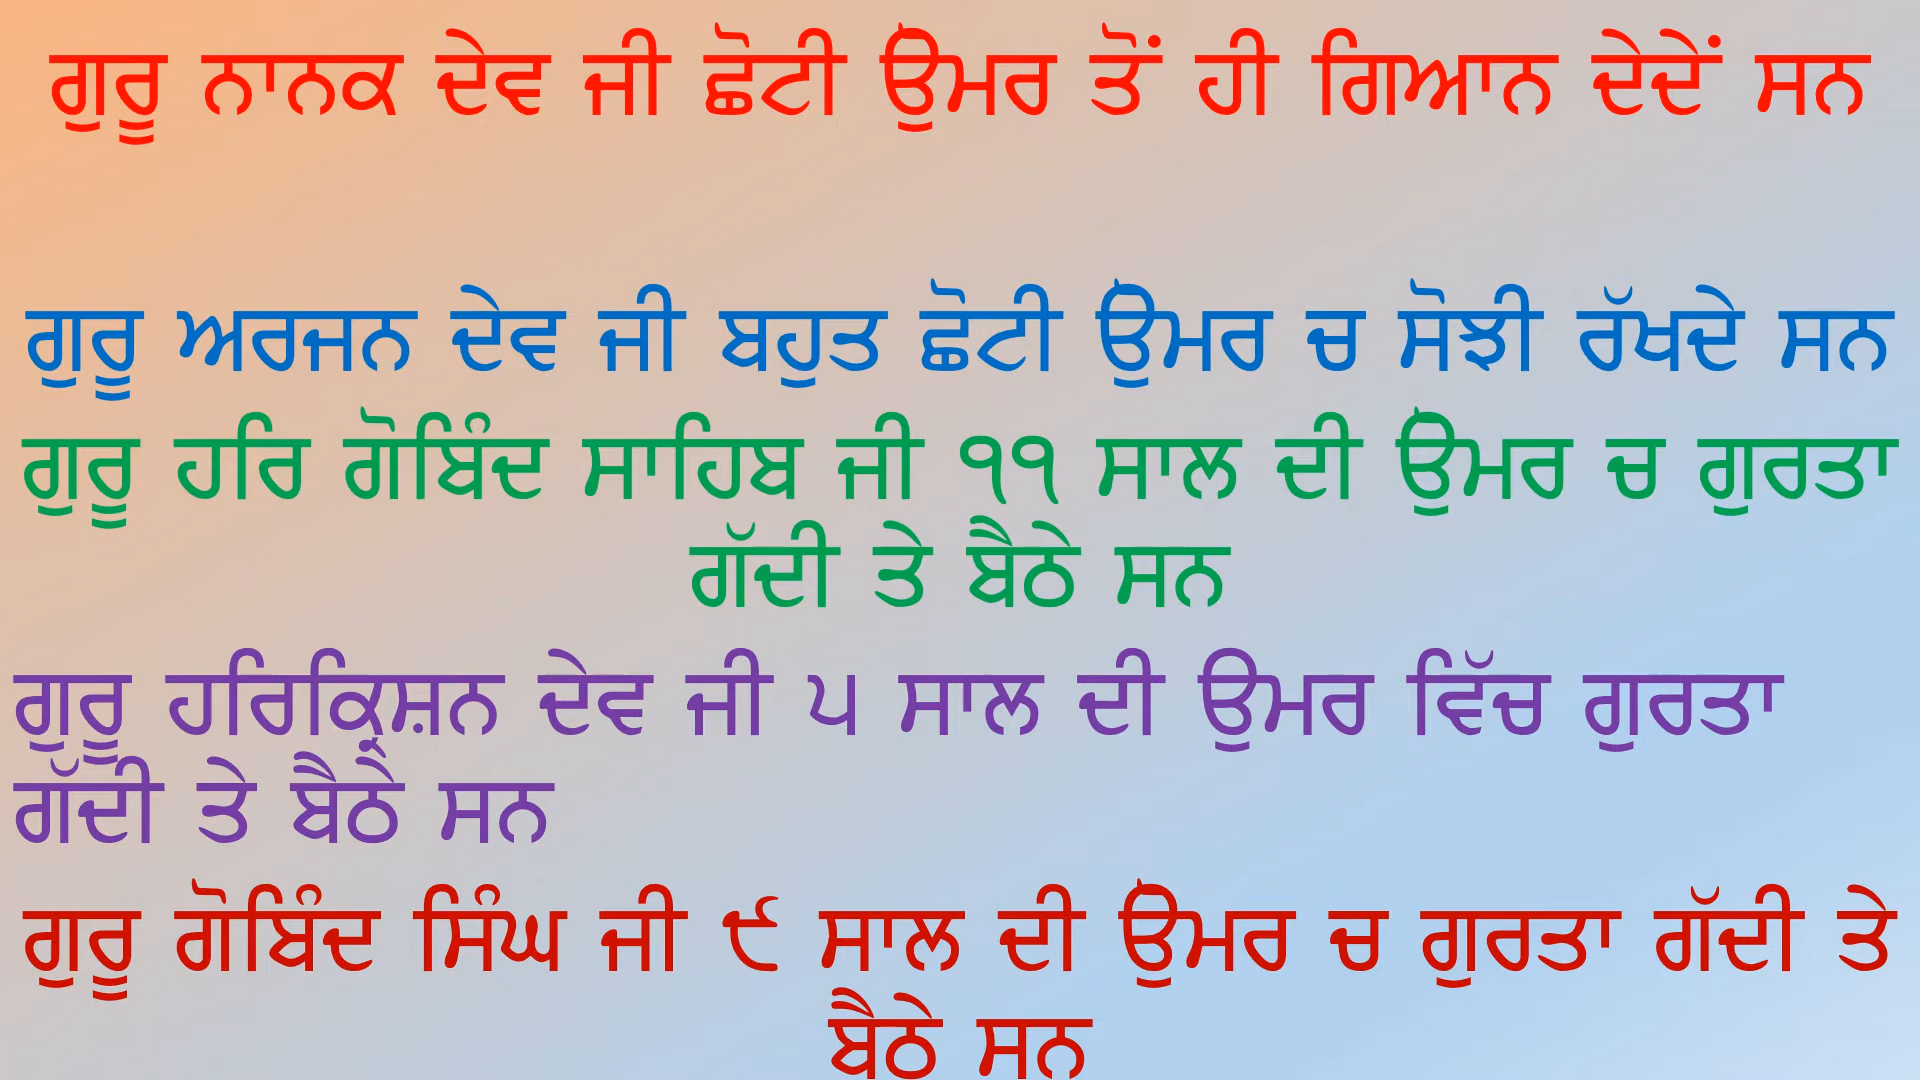 ਗੁਰੂ ਨਾਨਕ ਦੇਵ ਜੀ ਛੋਟੀ ਉਮਰ ਤੋਂ ਹੀ ਗਿਆਨ ਦੇਦੇਂ ਸਨ
ਗੁਰੂ ਅਰਜਨ ਦੇਵ ਜੀ ਬਹੁਤ ਛੋਟੀ ਉਮਰ ਚ ਸੋਝੀ ਰੱਖਦੇ ਸਨ
ਗੁਰੂ ਹਰਿ ਗੋਬਿੰਦ ਸਾਹਿਬ ਜੀ ੧੧ ਸਾਲ ਦੀ ਉਮਰ ਚ ਗੁਰਤਾ
ਗੱਦੀ ਤੇ ਬੈਠੇ ਸਨ
ਗੁਰੂ ਹਰਿਕ੍ਰਿਸ਼ਨ ਦੇਵ ਜੀ ੫ ਸਾਲ ਦੀ ਉਮਰ ਵਿੱਚ ਗੁਰਤਾ
ਗੱਦੀ ਤੇ ਬੈਠੇ ਸਨ
ਗੁਰੂ ਗੋਬਿੰਦ ਸਿੰਘ ਜੀ ੯ ਸਾਲ ਦੀ ਉਮਰ ਚ ਗੁਰਤਾ ਗੱਦੀ ਤੇ
ਬੈਠੇ ਸਨ